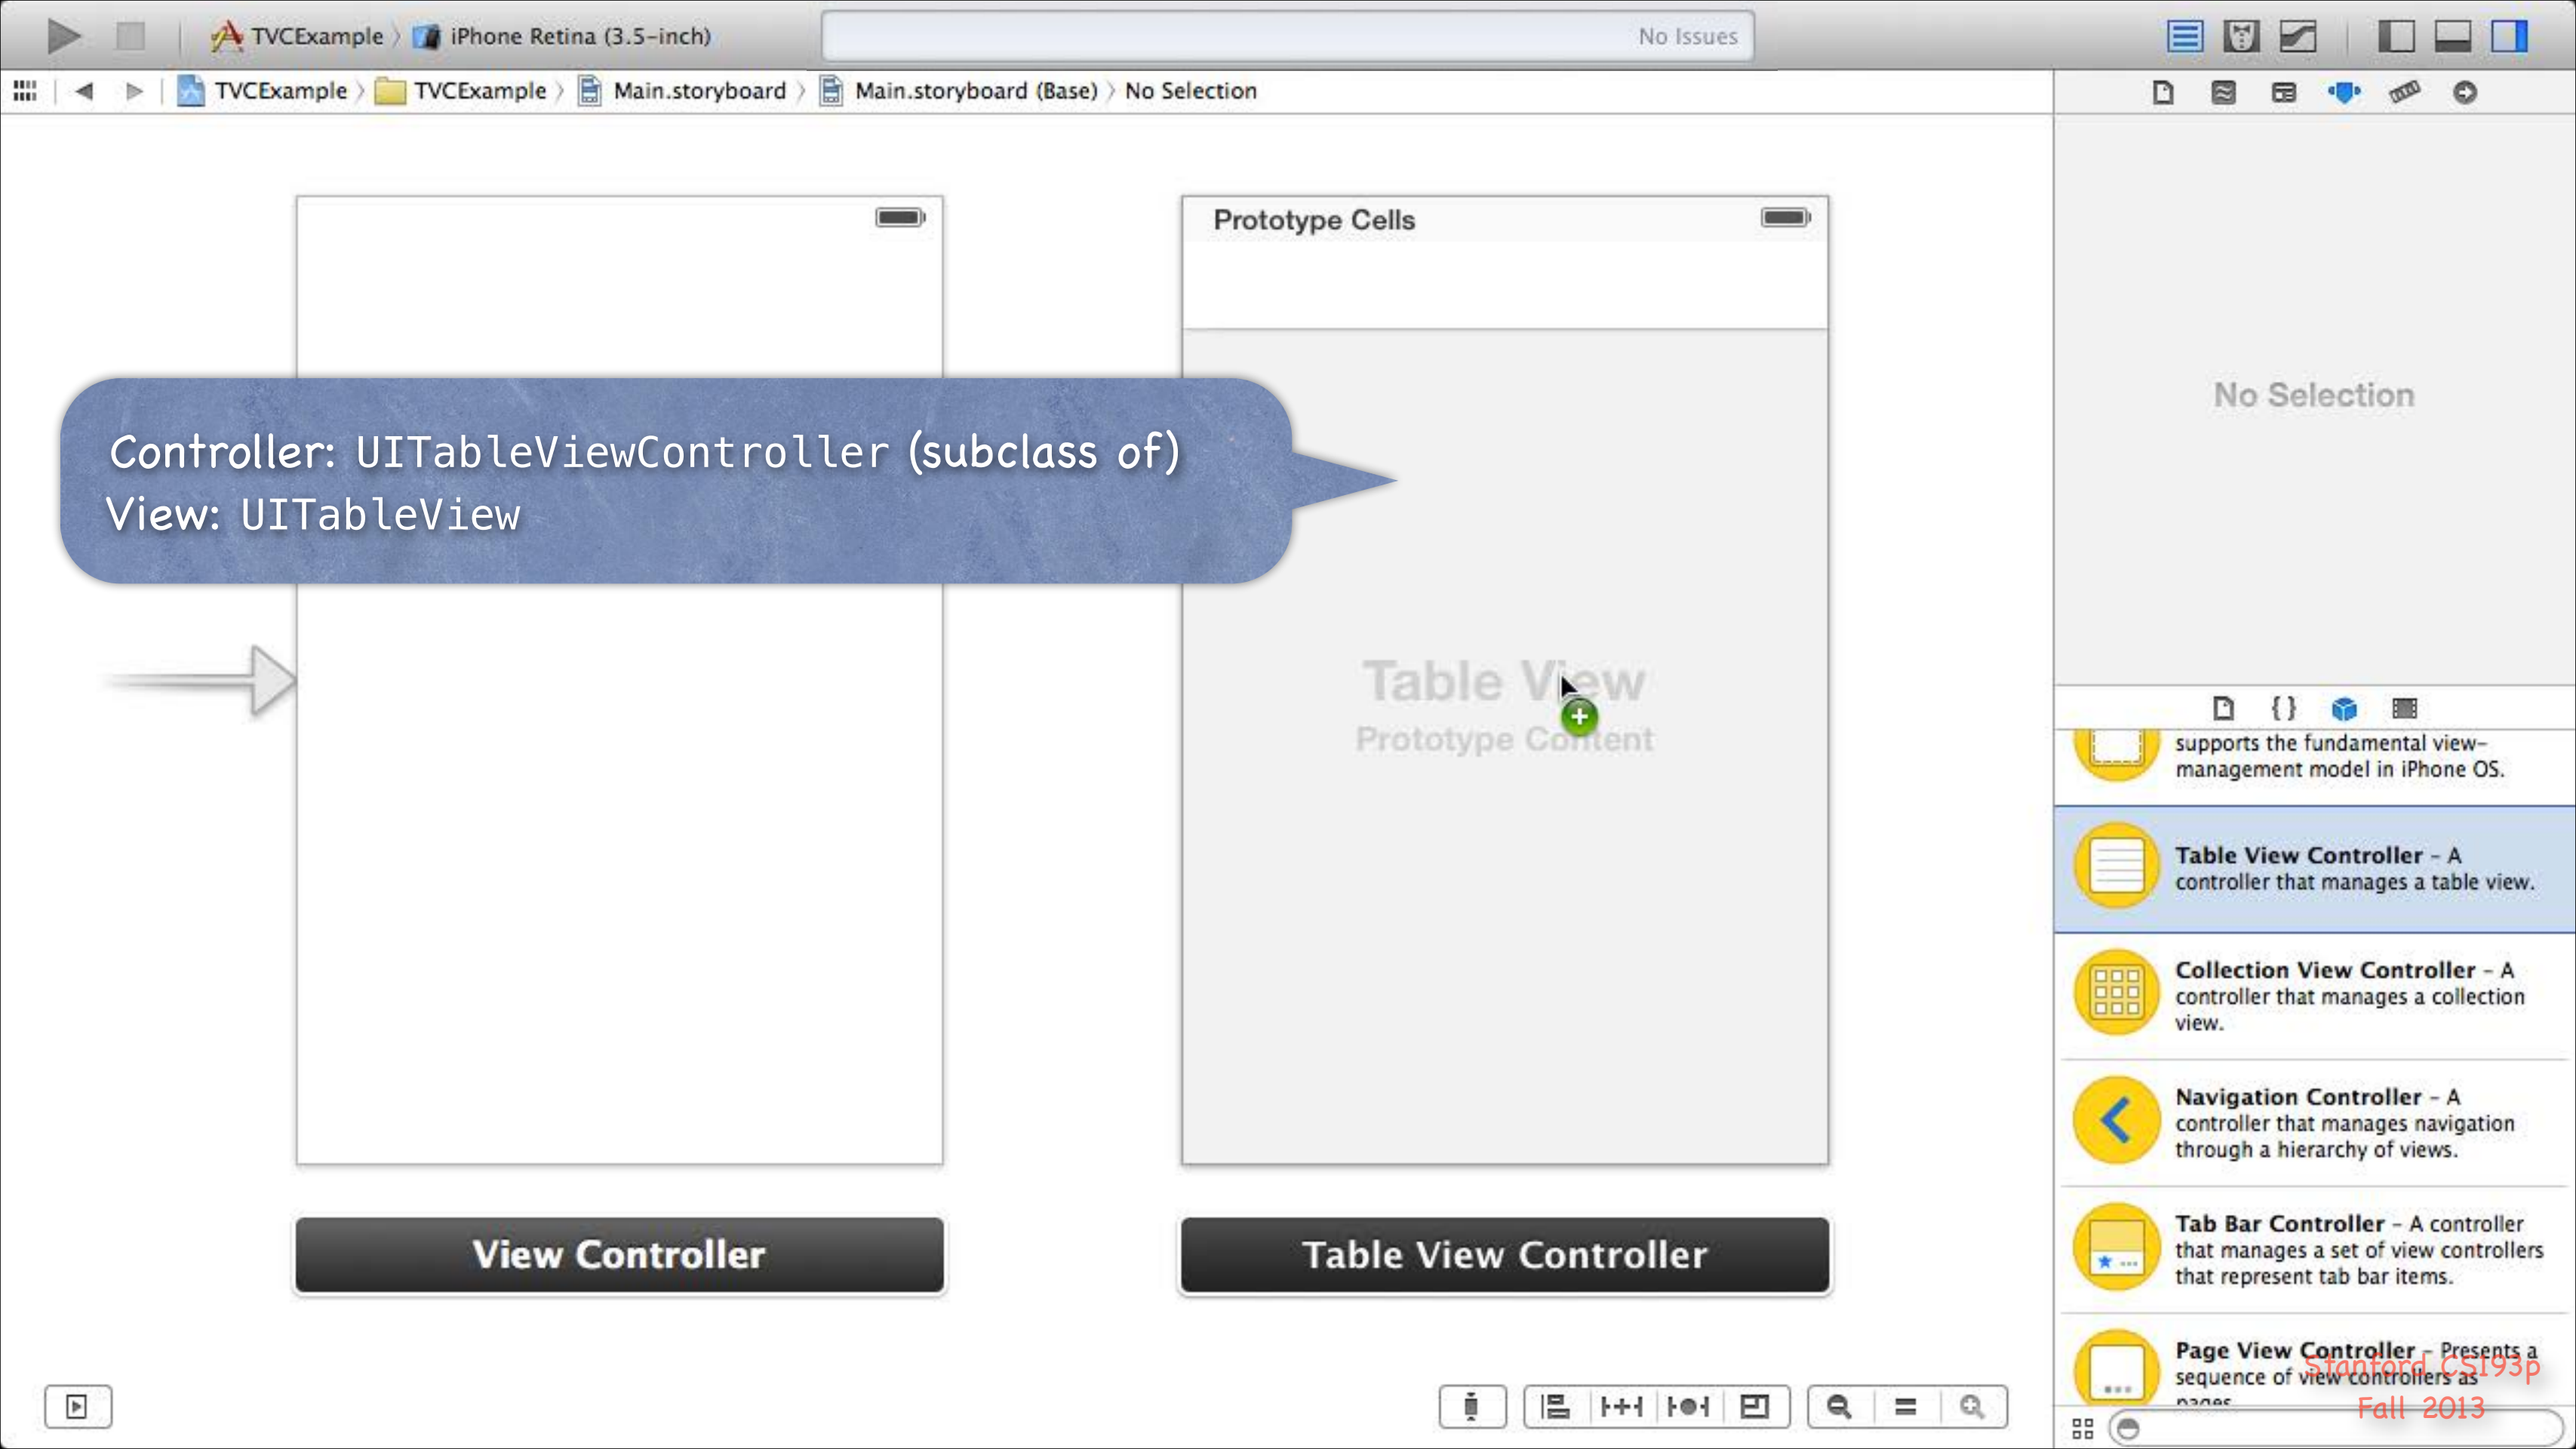 TVCExample
iPhone Retina (3.5-inch)
No Issues
TVCExample
TVCExample
Main.storyboard
Main.storyboard (Base)
No Selection
Prototype Cells
Controller: UITableViewController (subclass of)
View: UITableView
Table View
Prototype Content
View Controller
Table View Controller
No Selection
{}
supports the fundamental view-
management model in iPhone OS.
Table View Controller - A
controller that manages a table view.
Collection View Controller - A
controller that manages a collection
view.
Navigation Controller - A
controller that manages navigation
through a hierarchy of views.
Tab Bar Controller - A controller
that manages a set of view controllers
that represent tab bar items.
Page View Controller - Presents a
sequence of view controllers as
pages.
Stanford CS193p
Fall 2013